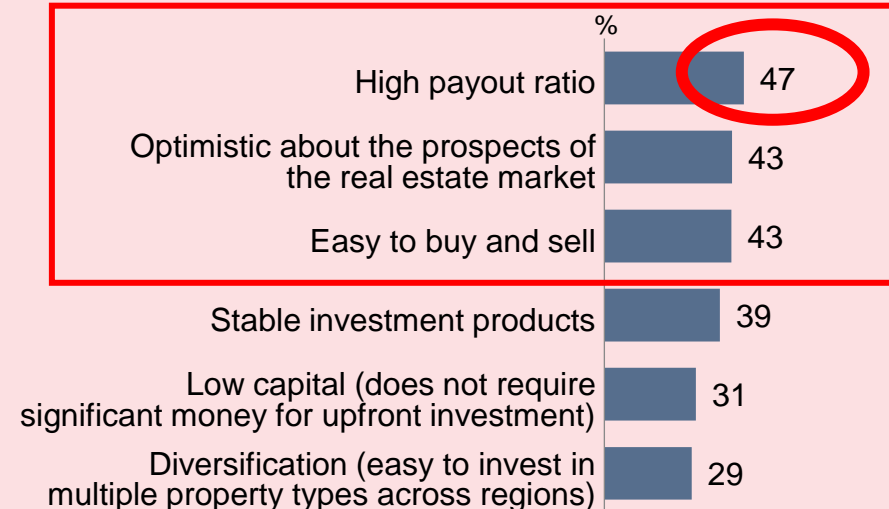 %
High payout ratio 47
Optimistic about the prospects of
the real estate market 43
Easy to buy and sell 43
Stable investment products 39
Low capital (does not require
significant money for upfront investment) 31
Diversification (easy to invest in
multiple property types across regions) 29